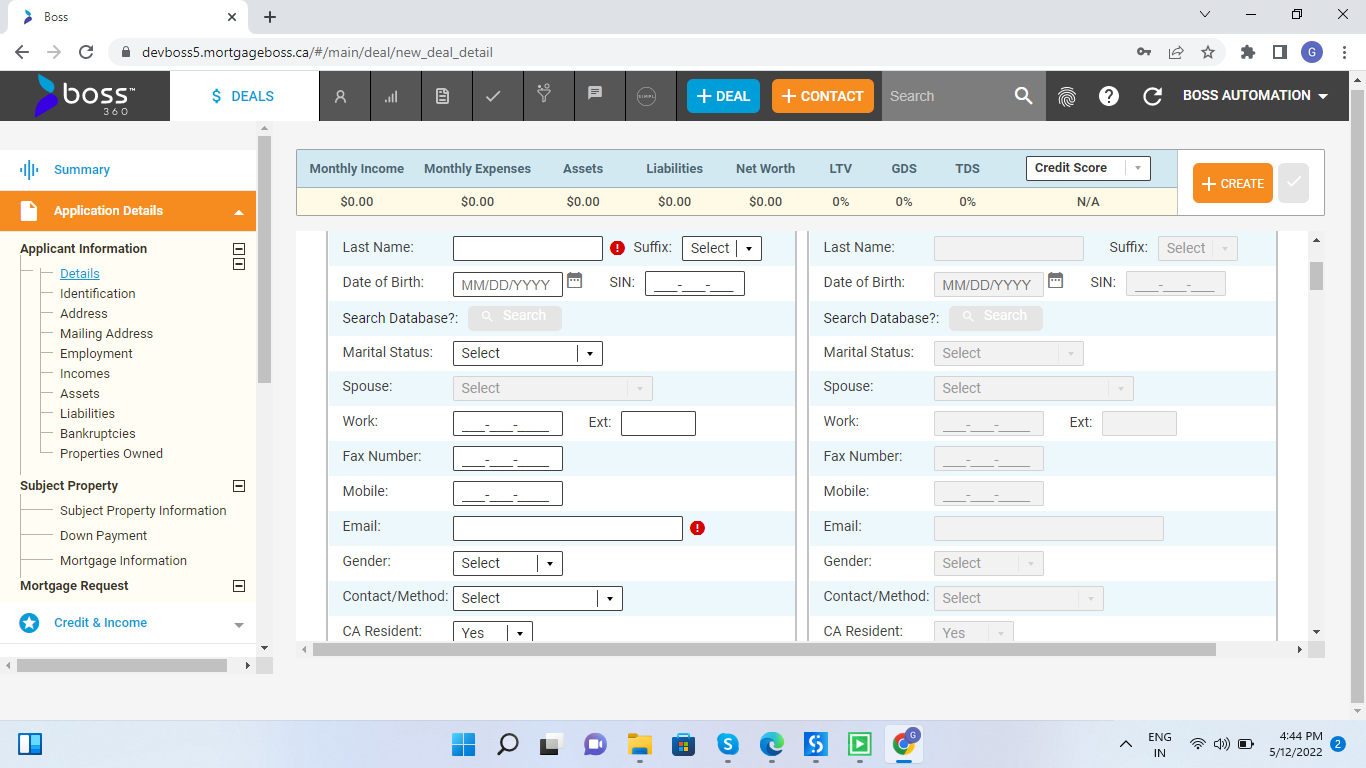 Boss
devboss5.mortgageboss.ca/#/main/deal/new_deal_detail
G
boss™
360
$ DEALS
SIMPL
+ DEAL
+ CONTACT
Search
BOSS AUTOMATION
Summary
Application Details
Applicant Information
Details
Identification
Address
Mailing Address
Employment
Incomes
Assets
Liabilities
Bankruptcies
Properties Owned
Subject Property
Subject Property Information
Down Payment
Mortgage Information
Mortgage Request
Credit & Income
Monthly Income Monthly Expenses Assets Liabilities Net Worth LTV GDS TDS Credit Score
$0.00 $0.00 $0.00 $0.00 $0.00 0% 0% 0% N/A
+ CREATE
Last Name: ! Suffix: Select
Date of Birth: MM/DD/YYYY SIN: ___-___-___
Search Database?: Search
Marital Status: Select
Spouse: Select
Work: ___-___-____ Ext:
Fax Number: ___-___-____
Mobile: ___-___-____
Email: !
Gender: Select
Contact/Method: Select
CA Resident: Yes
Last Name: Suffix: Select
Date of Birth: MM/DD/YYYY SIN: ___-___-___
Search Database?: Search
Marital Status: Select
Spouse: Select
Work: ___-___-____ Ext:
Fax Number: ___-___-____
Mobile: ___-___-____
Email:
Gender: Select
Contact/Method: Select
CA Resident: Yes
G
ENG
IN
4:44 PM
5/12/2022
2